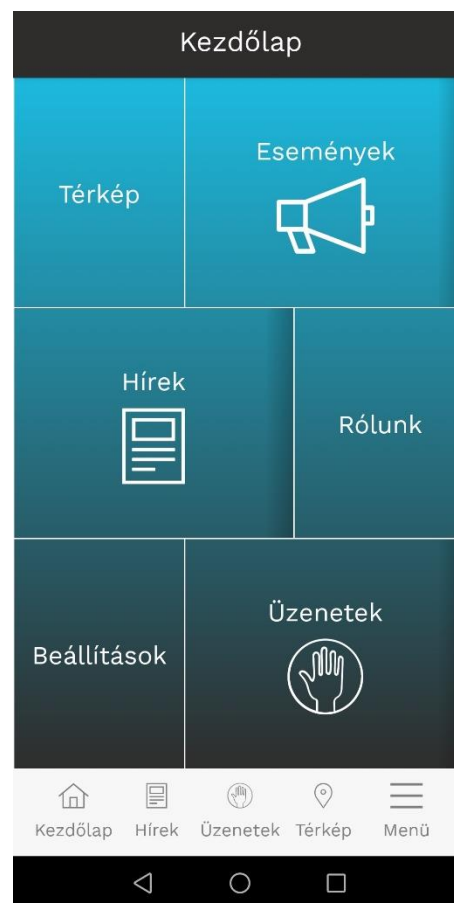 Kezdőlap
Térkép
Események
Hírek
Rólunk
Beállítások
Üzenetek
Kezdőlap
Hírek
Üzenetek
Térkép
Menü